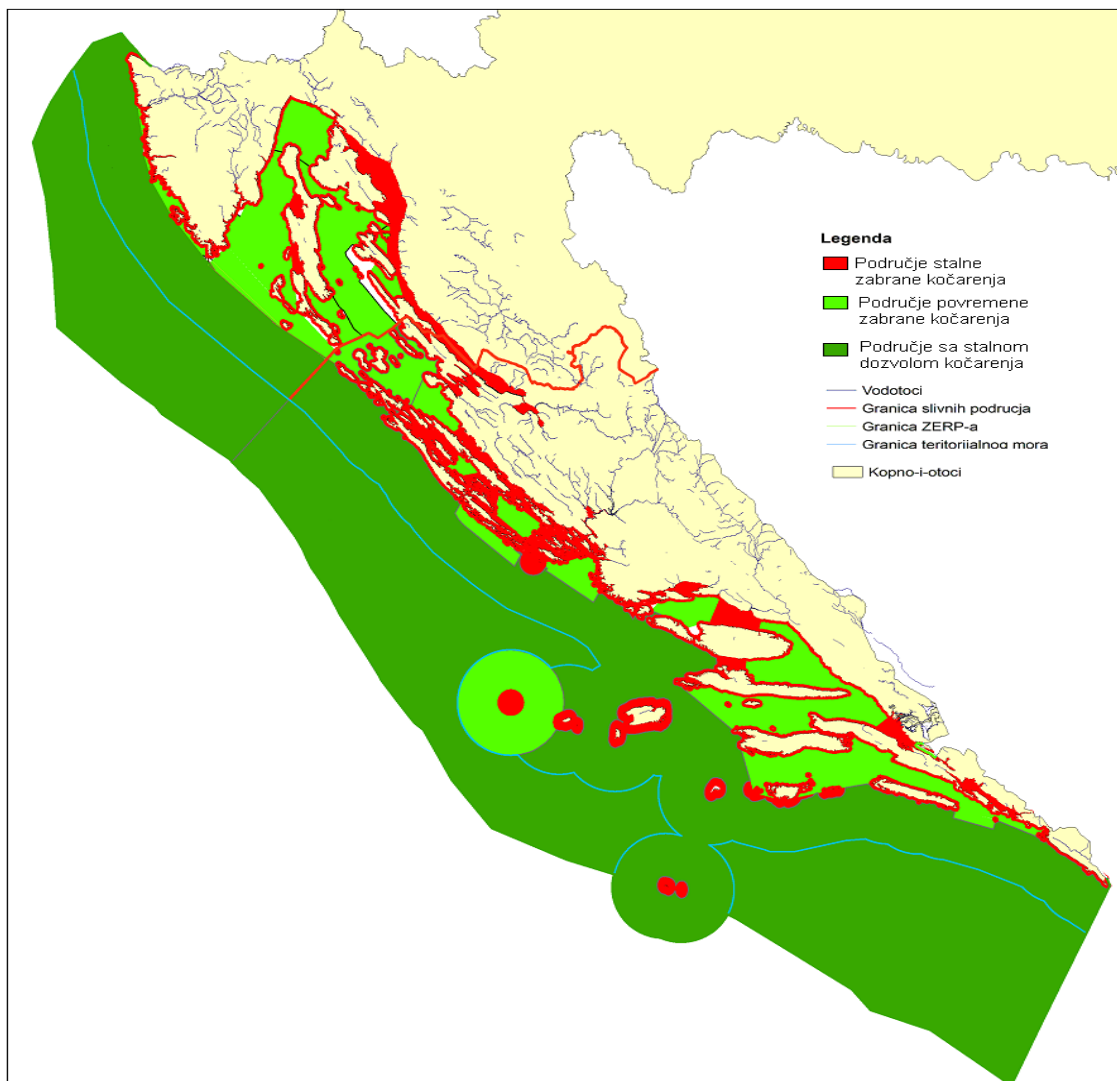 Legenda
Područje stalne
zabrane kočarenja
Područje povremene
zabrane kočarenja
Područje sa stalnom
dozvolom kočarenja
Vodotoci
Granica slivnih podrucja
Granica ZERP-a
Granica teritorijalnog mora
Kopno-i-otoci